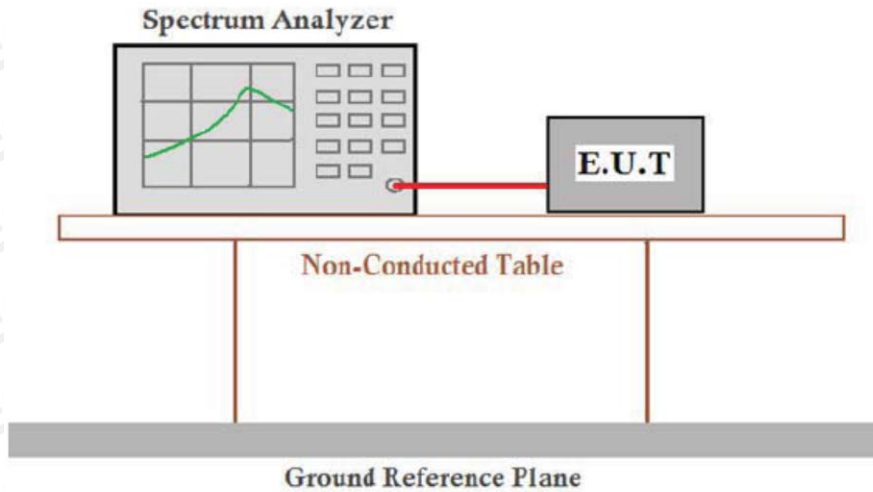 Spectrum Analyzer
E.U.T
Non-Conducted Table
Ground Reference Plane